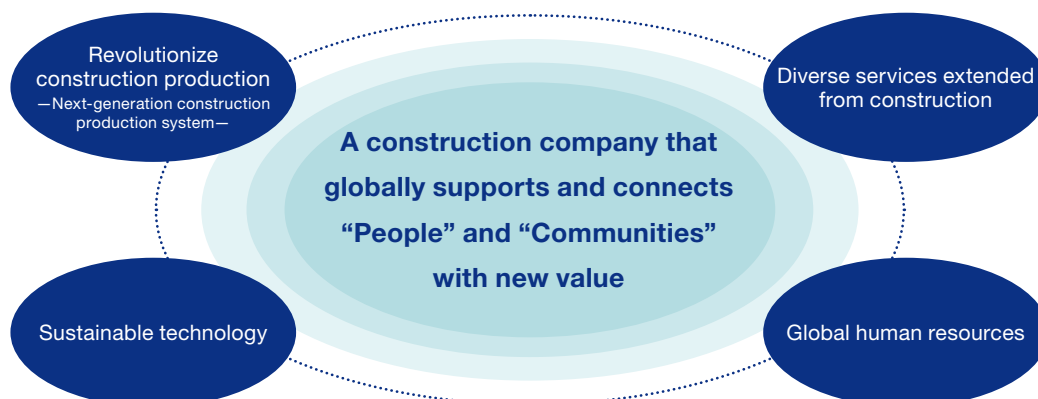 Revolutionize
construction production
—Next-generation construction
production system—
Diverse services extended
from construction
A construction company that
globally supports and connects
“People” and “Communities”
with new value
Sustainable technology
Global human resources